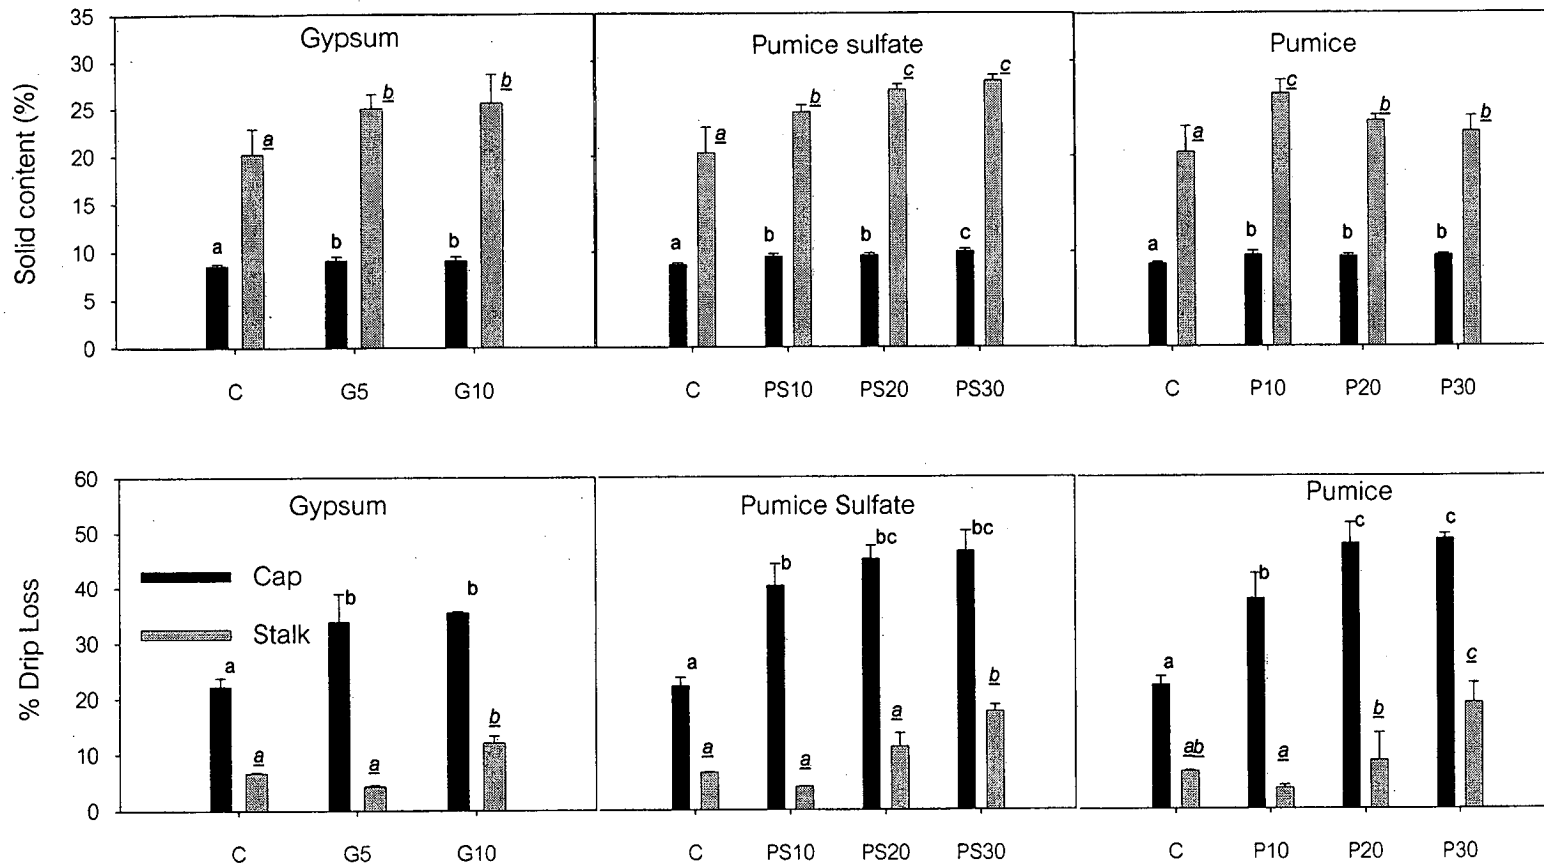 35
30
25
20
15
10
5
0
Solid content (%)
Gypsum
Pumice sulfate
Pumice
a
a
b
b
b
b
a
a
b
b
b
c
c
c
a
a
b
c
b
b
b
b
C
G5
G10
C
PS10
PS20
PS30
C
P10
P20
P30
60
50
40
30
20
10
0
% Drip Loss
Gypsum
Pumice Sulfate
Pumice
Cap
Stalk
a
a
b
a
b
b
a
a
b
a
bc
a
bc
b
a
ab
b
a
c
b
c
c
C
G5
G10
C
PS10
PS20
PS30
C
P10
P20
P30